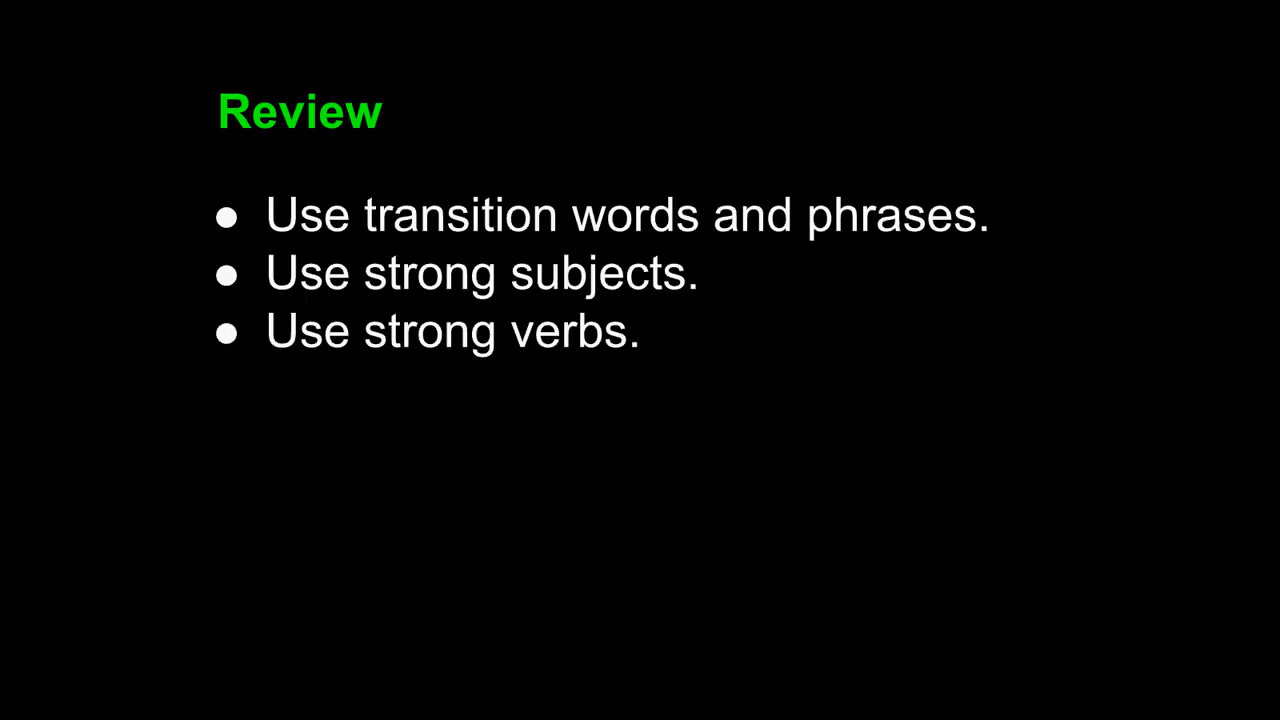 Review
● Use transition words and phrases.
● Use strong subjects.
● Use strong verbs.